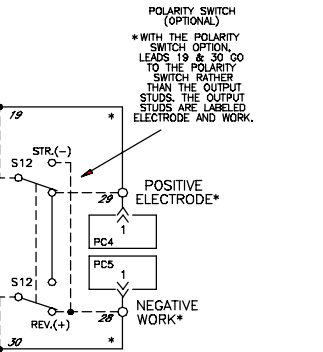 POLARITY SWITCH
(OPTIONAL)
*WITH THE POLARITY
SWITCH OPTION,
LEADS 19 & 30 GO
TO THE POLARITY
SWITCH RATHER
THAN THE OUTPUT
STUDS. THE OUTPUT
STUDS ARE LABELED
ELECTRODE AND WORK.
19
*
STR.(-)
S12
29
POSITIVE
ELECTRODE*
1
PC4
PC5
1
S12
REV.(+)
28
NEGATIVE
WORK*
30
*